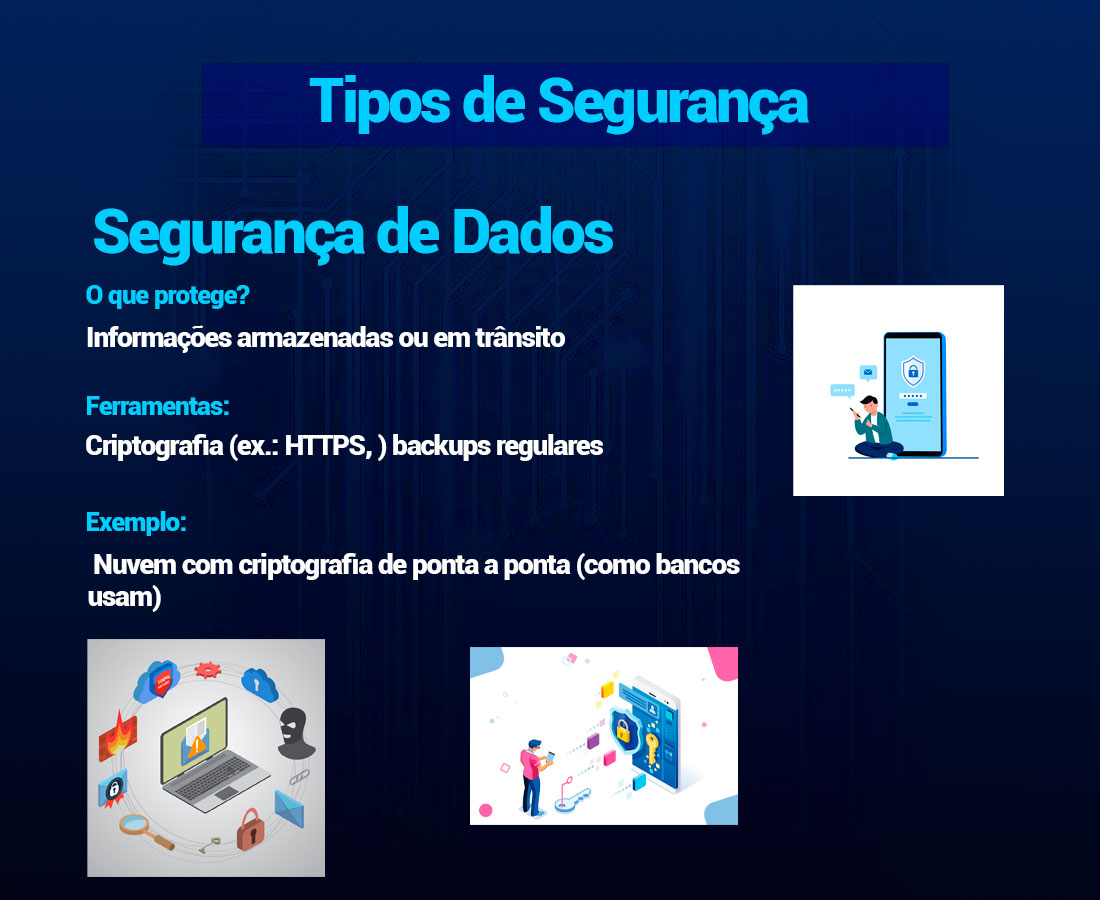 Tipos de Segurança
Segurança de Dados
O que protege?
Informações armazenadas ou em trânsito
Ferramentas:
Criptografia (ex.: HTTPS, ) backups regulares
Exemplo:
Nuvem com criptografia de ponta a ponta (como bancos
usam)